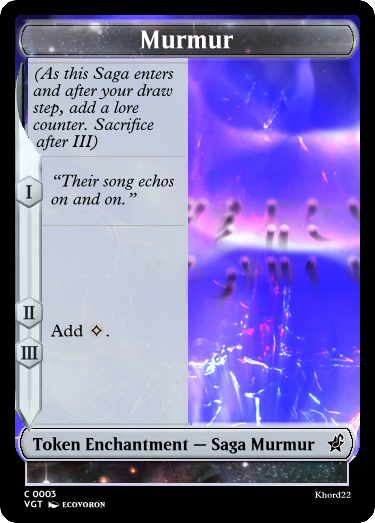 Murmur
(As this Saga enters
and after your draw
step, add a lore
counter. Sacrifice
after III)
I
“Their song echos
on and on.”
II
III
Add .
Token Enchantment — Saga Murmur
C 0003
VGT ECOVORON
Khord22